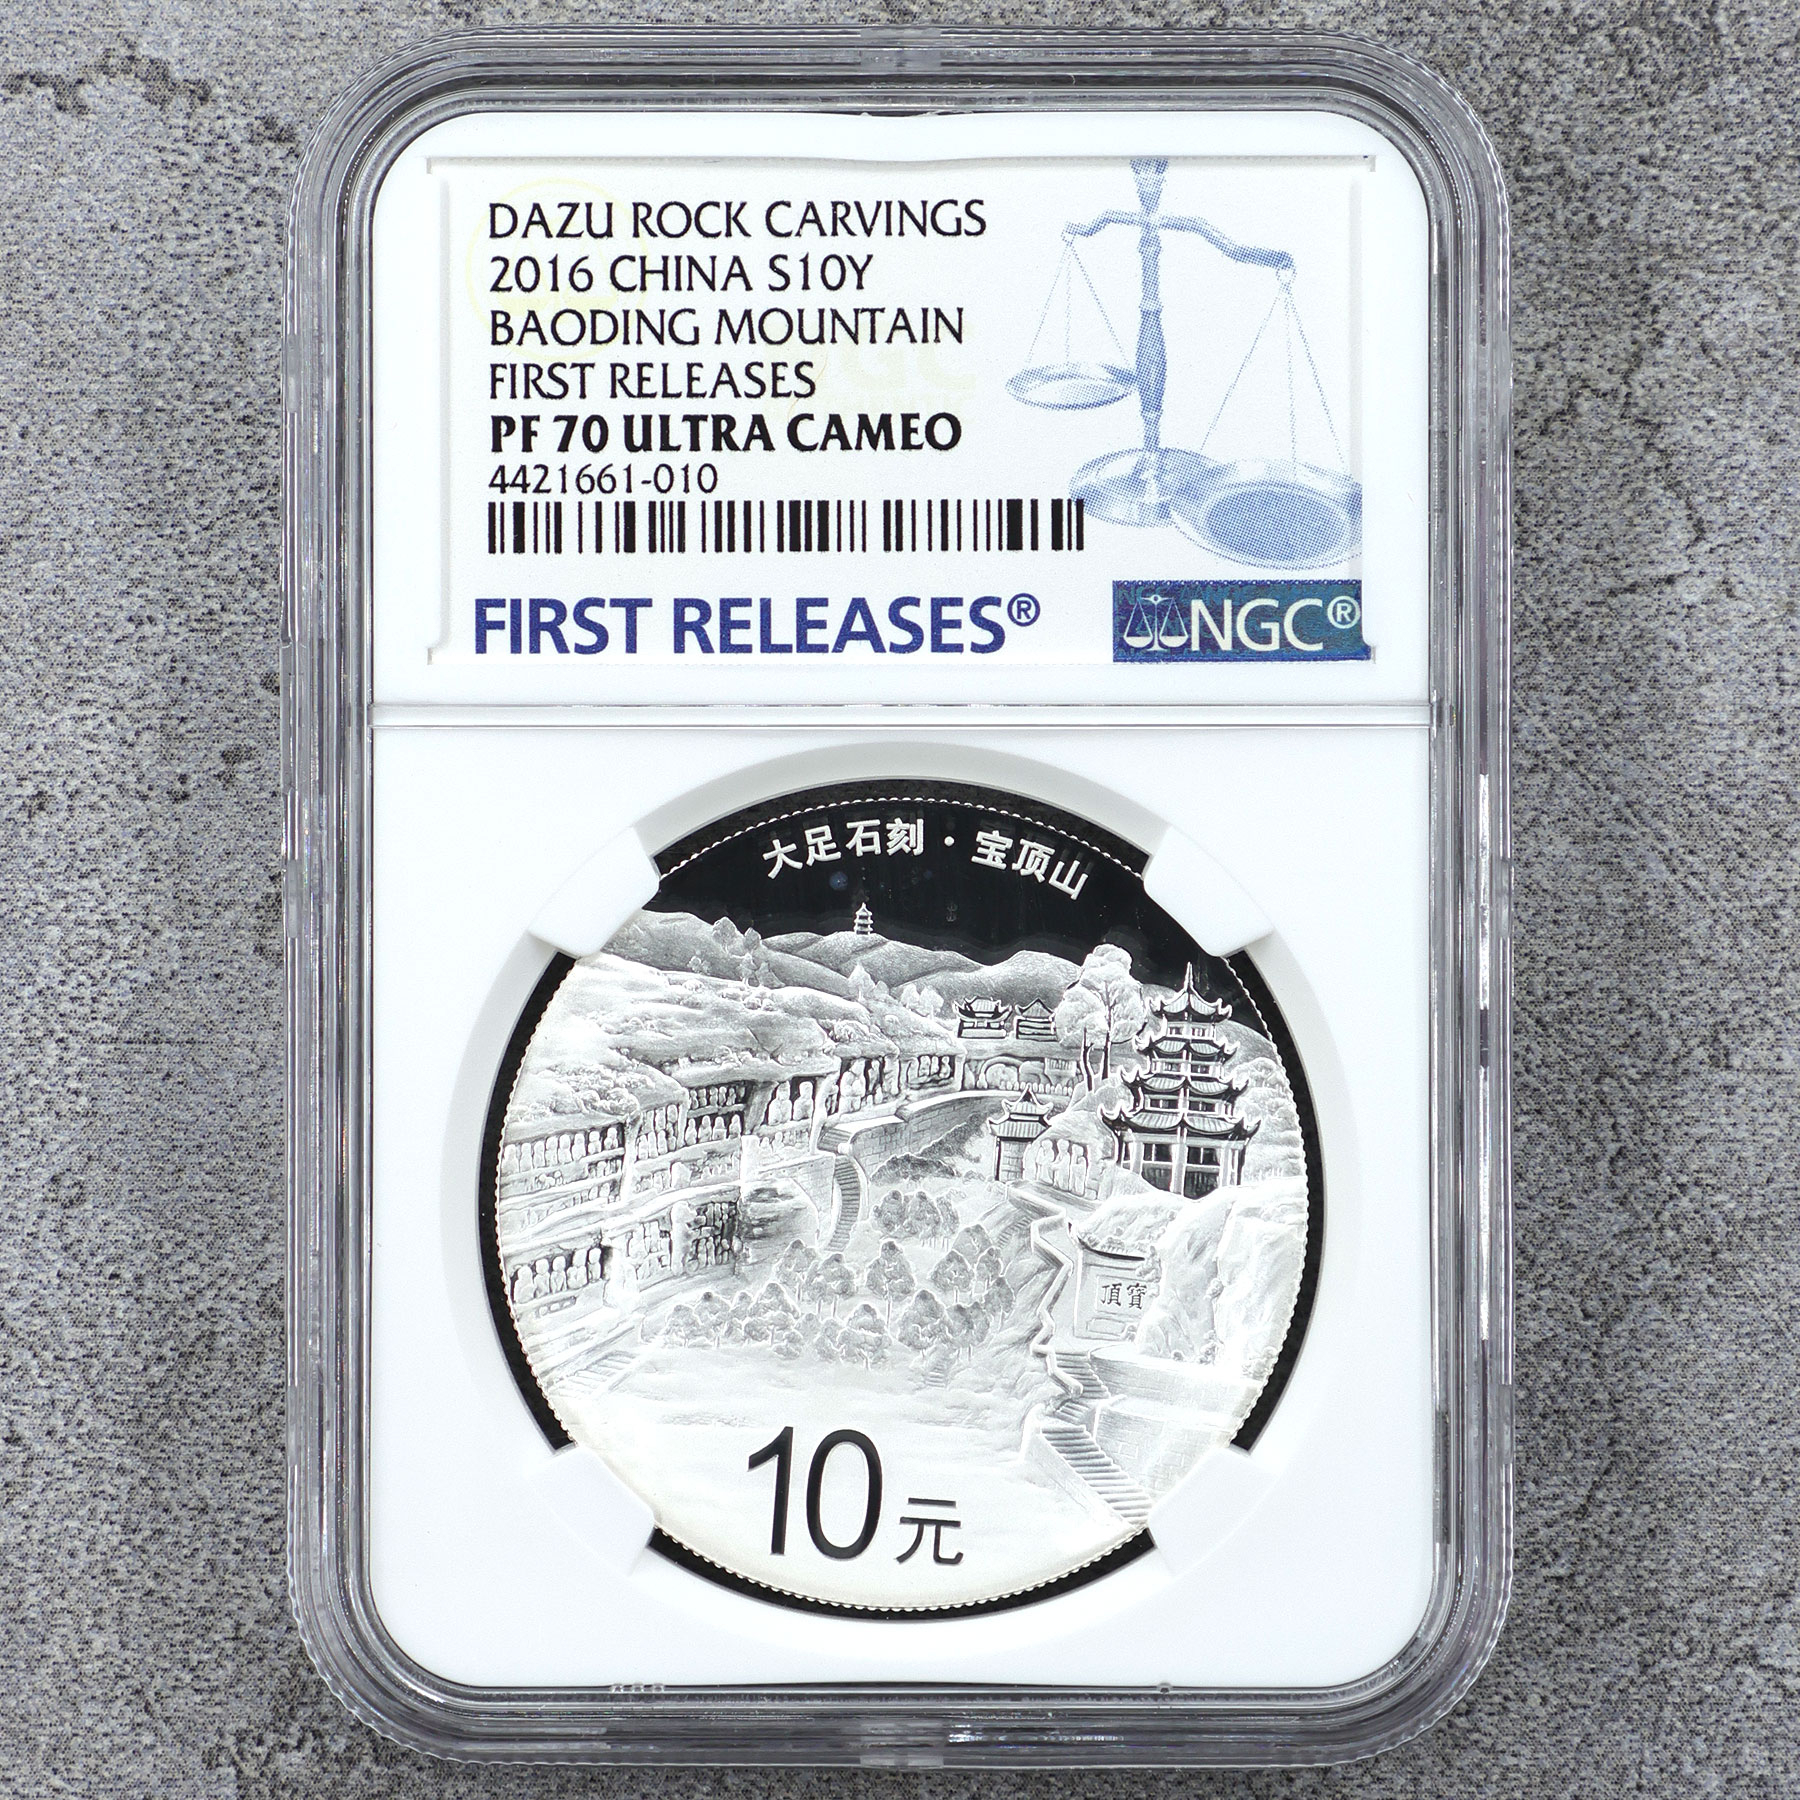 DAZU ROCK CARVINGS
2016 CHINA S10Y
BAODING MOUNTAIN
FIRST RELEASES
PF 70 ULTRA CAMEO
4421661-010
FIRST RELEASES®
NGC®
大足石刻·宝顶山
頂寳
10元